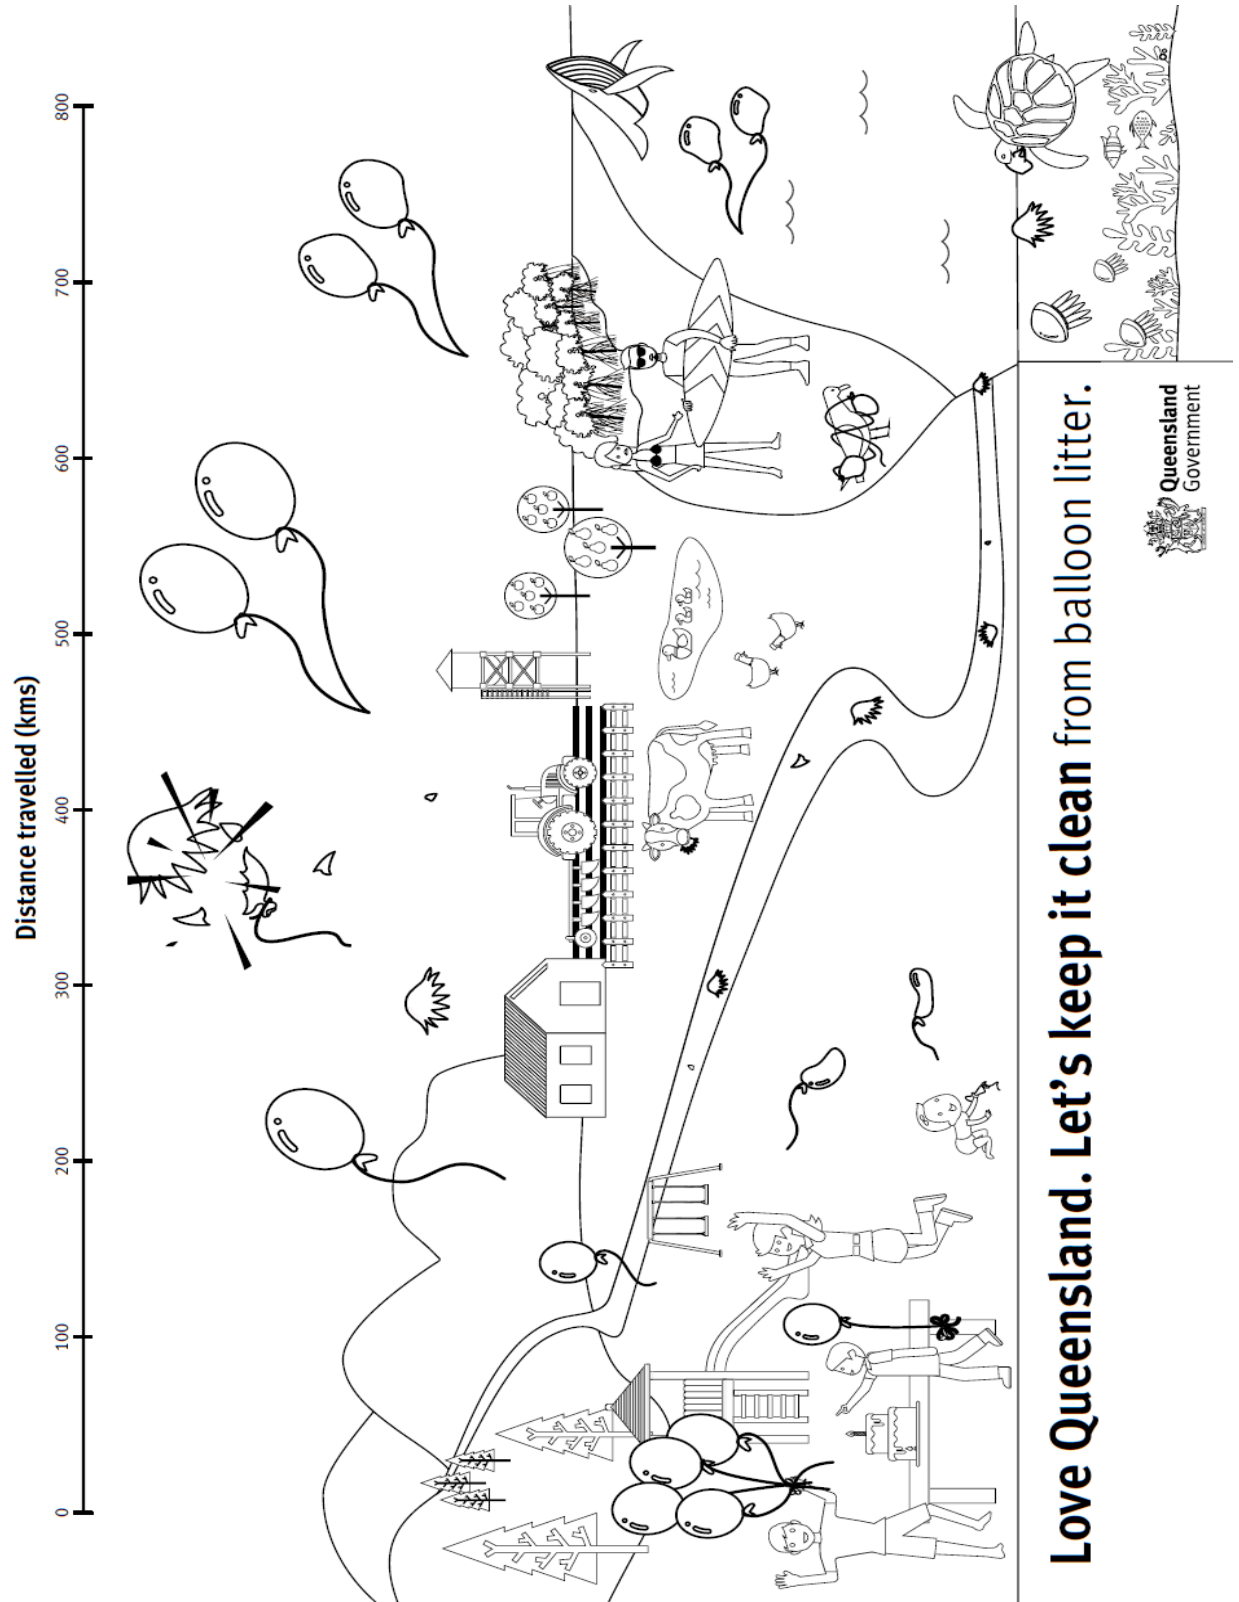 Distance travelled (kms)
0 100 200 300 400 500 600 700 800
Love Queensland. Let's keep it clean from balloon litter.
Queensland
Government